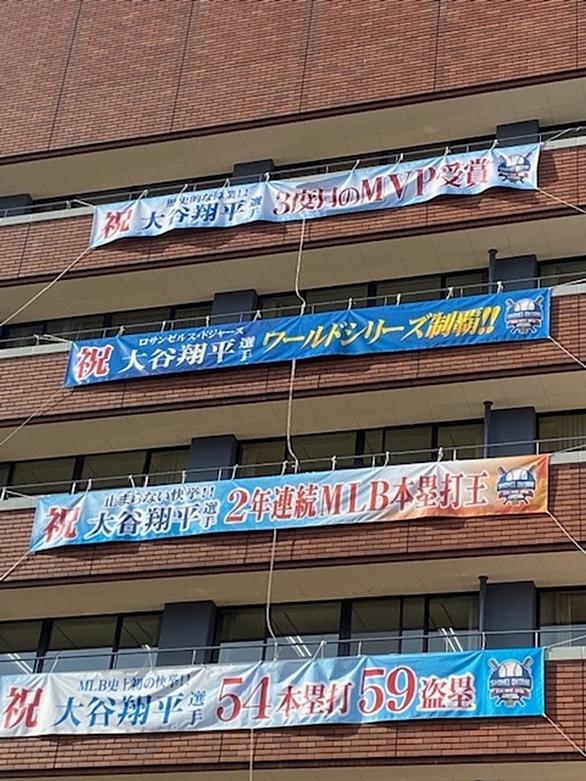 祝
歴史的な偉業!!
大谷翔平選手
3度目のMVP受賞
祝
ロサンゼルス・ドジャース
大谷翔平選手
ワールドシリーズ制覇!!
祝
止まらない快挙!!
大谷翔平選手
2年連続MLB本塁打王
祝
MLB史上初の快挙!!
大谷翔平選手
54本塁打59盗塁
SHOHEI OHTANI